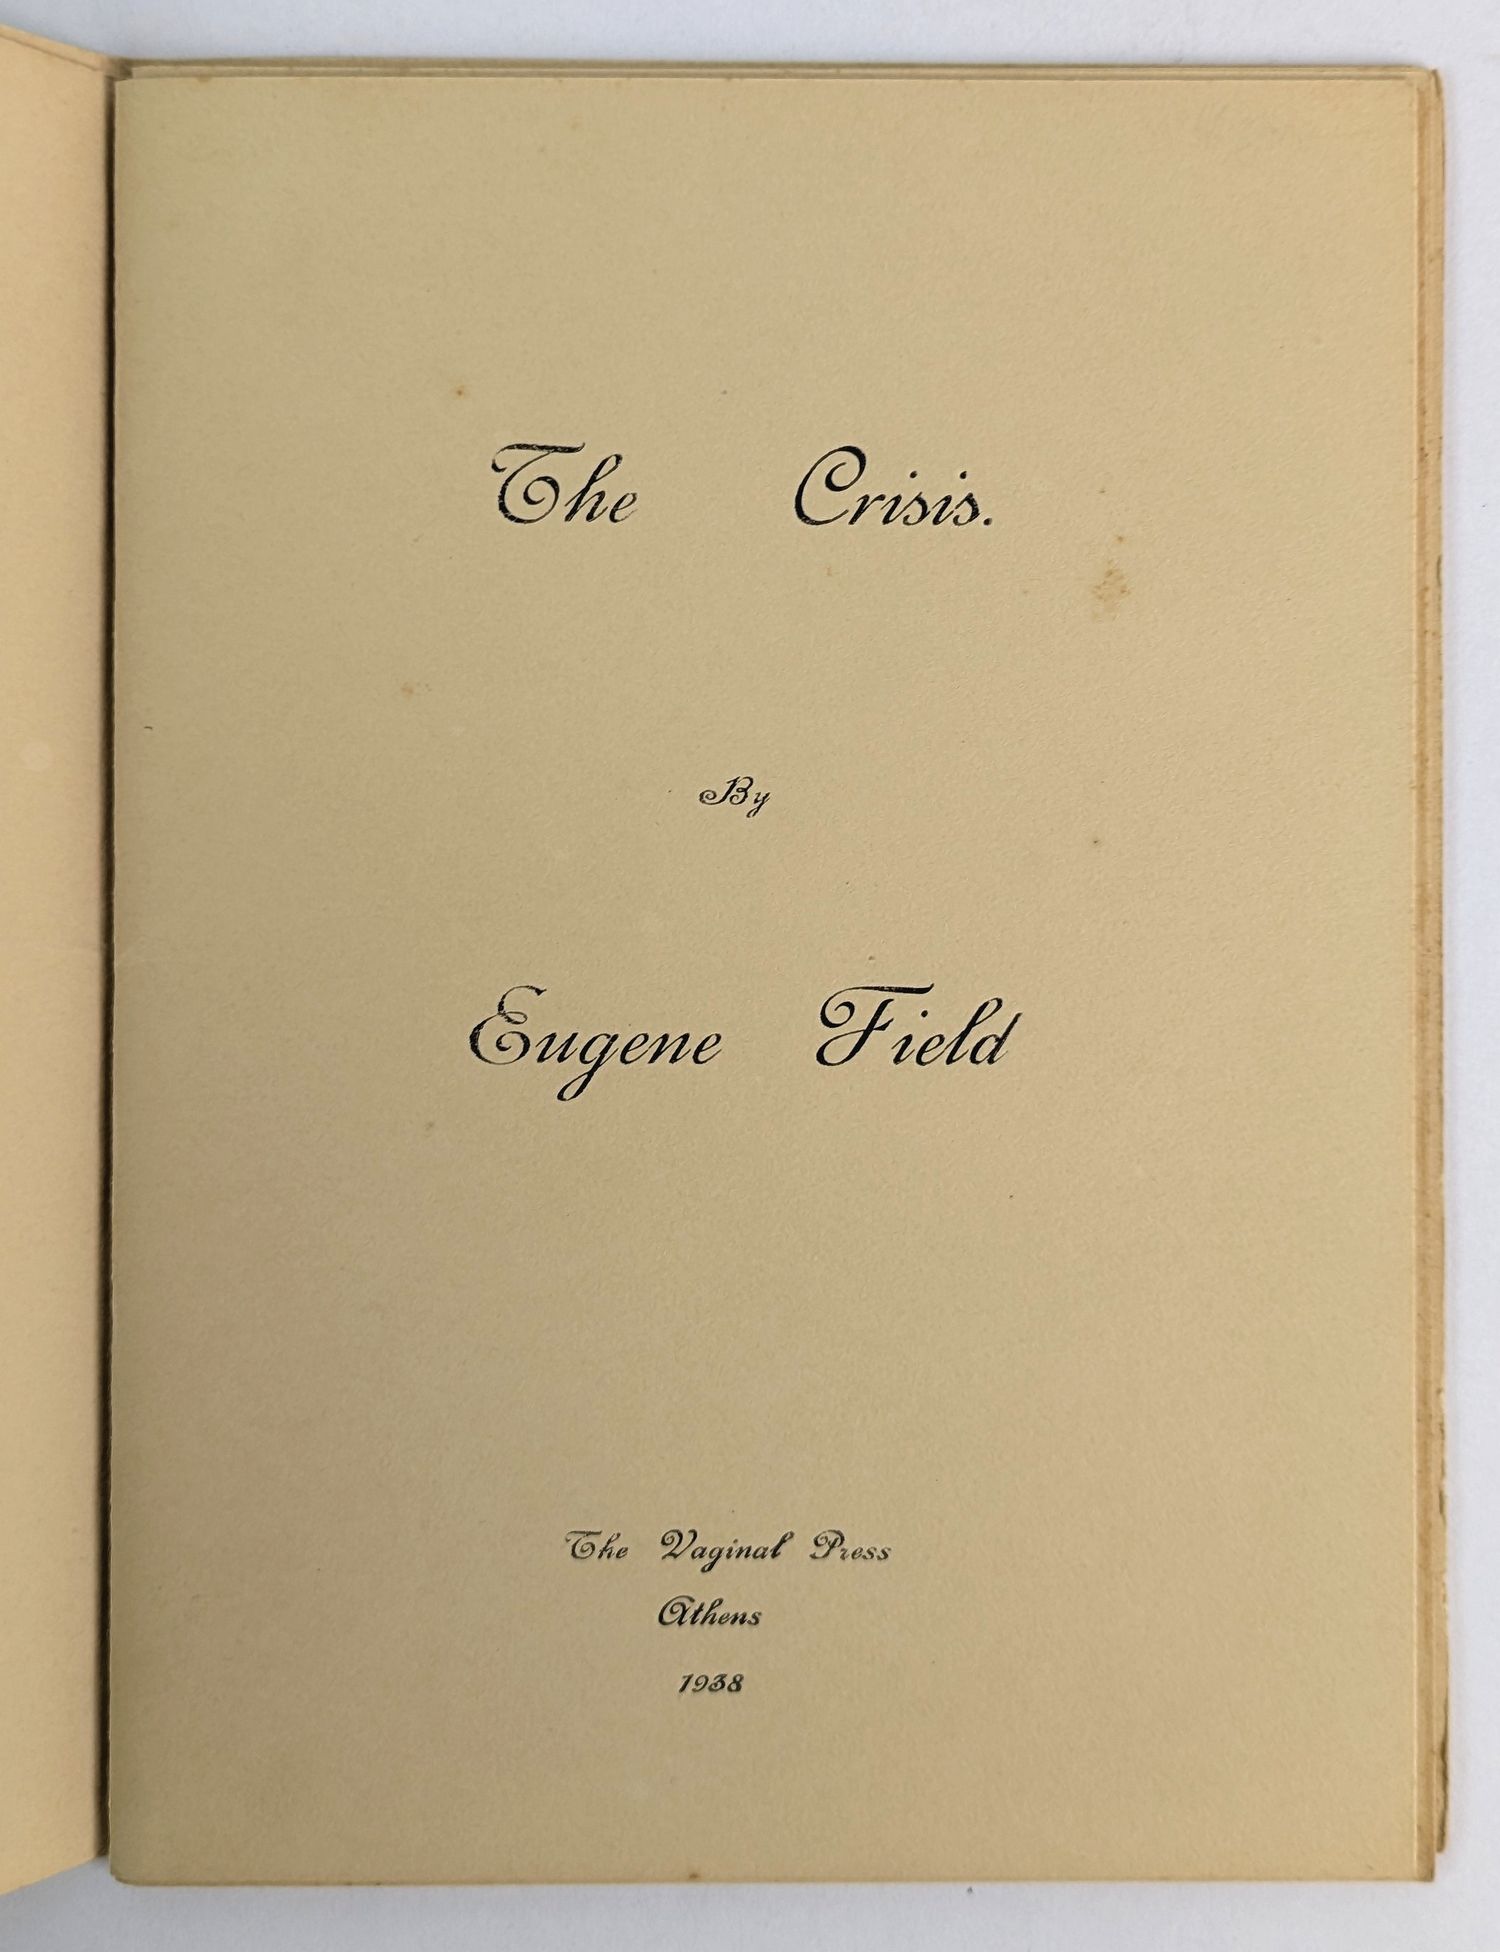 The Crisis.
By
Eugene Field
The Vaginal Press
Athens
1938